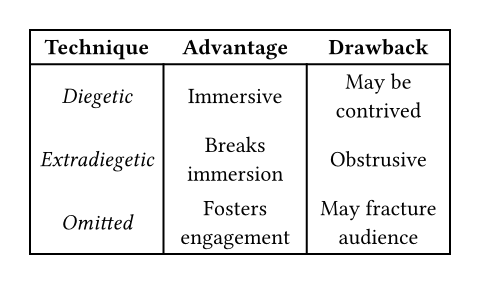 Technique Advantage Drawback
Diegetic Immersive May be contrived
Extradiegetic Breaks immersion Obstrusive
Omitted Fosters engagement May fracture audience